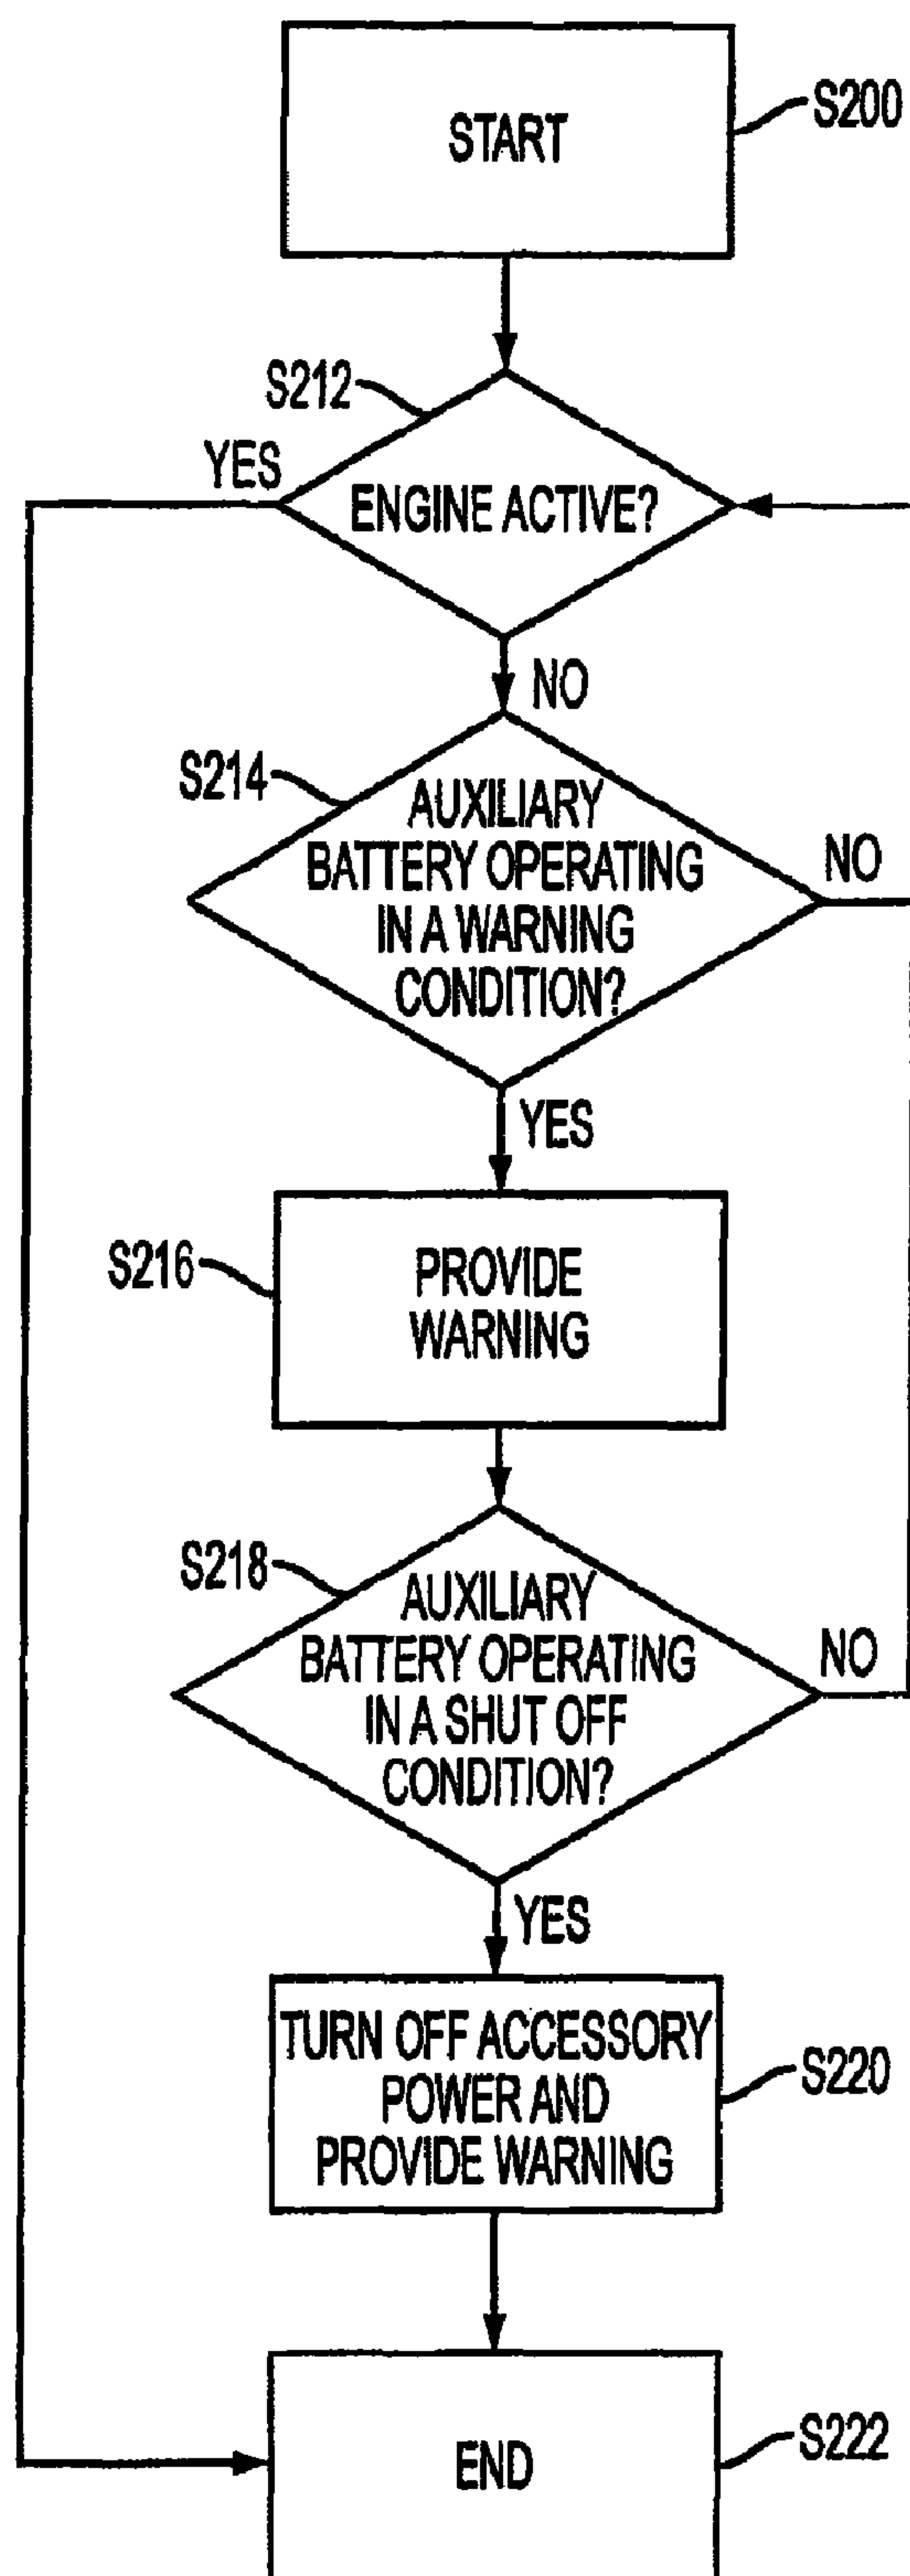 START
S200
S212
YES
ENGINE ACTIVE?
NO
S214
AUXILIARY
BATTERY OPERATING
IN A WARNING
CONDITION?
NO
YES
S216
PROVIDE
WARNING
S218
AUXILIARY
BATTERY OPERATING
IN A SHUT OFF
CONDITION?
NO
YES
TURN OFF ACCESSORY
POWER AND
PROVIDE WARNING
S220
END
S222